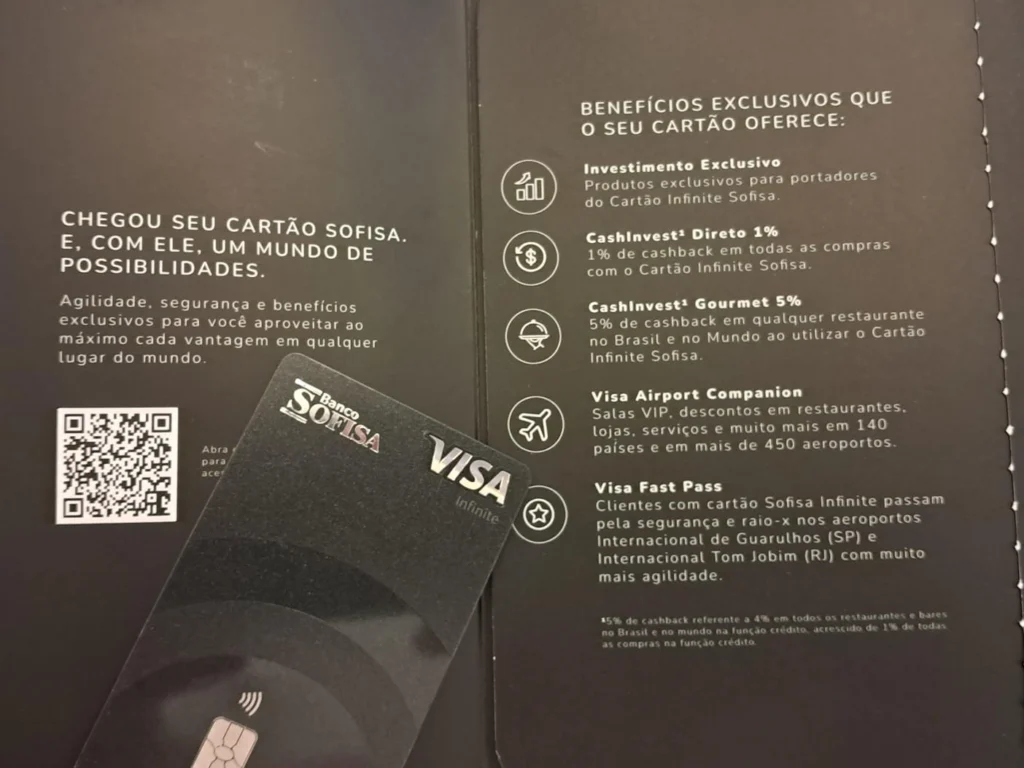 CHEGOU SEU CARTÃO SOFISA.
E, COM ELE, UM MUNDO DE
POSSIBILIDADES.
Agilidade, segurança e benefícios
exclusivos para você aproveitar ao
máximo cada vantagem em qualquer
lugar do mundo.
Abra
para
Banco
SOFISA
VISA
Infinite
BENEFÍCIOS EXCLUSIVOS QUE
O SEU CARTÃO OFERECE:
Investimento Exclusivo
Produtos exclusivos para portadores
do Cartão Infinite Sofisa.
CashInvest¹ Direto 1%
1% de cashback em todas as compras
com o Cartão Infinite Sofisa.
CashInvest¹ Gourmet 5%
5% de cashback em qualquer restaurante
no Brasil e no Mundo ao utilizar o Cartão
Infinite Sofisa.
Visa Airport Companion
Salas VIP, descontos em restaurantes,
lojas, serviços e muito mais em 140
países e em mais de 450 aeroportos.
Visa Fast Pass
Clientes com cartão Sofisa Infinite passam
pela segurança e raio-x nos aeroportos
Internacional de Guarulhos (SP) e
Internacional Tom Jobim (RJ) com muito
mais agilidade.
¹5% de cashback referente a 4% em todos os restaurantes e bares
no Brasil e no mundo na função crédito, acrescido de 1% de todas
as compras na função crédito.